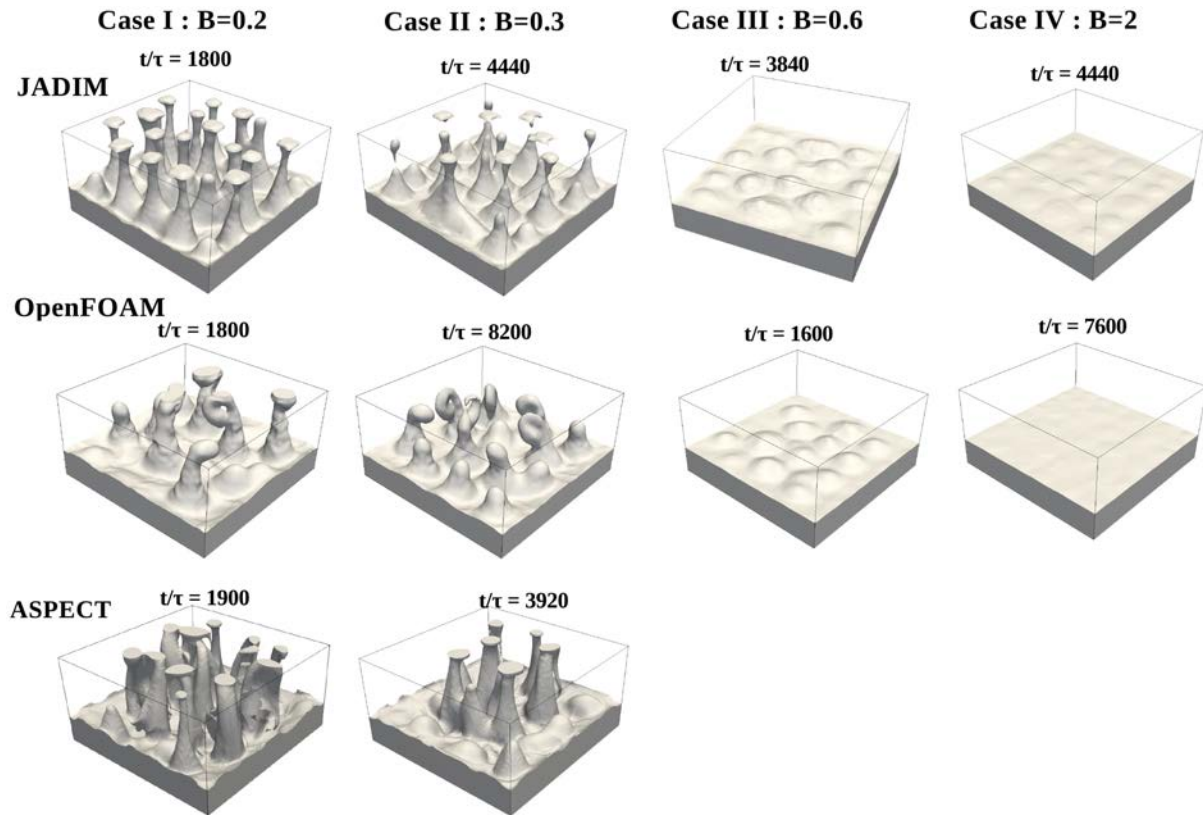 Case I : B=0.2
Case II : B=0.3
Case III : B=0.6
Case IV : B=2
JADIM
t/τ = 1800
t/τ = 4440
t/τ = 3840
t/τ = 4440
OpenFOAM
t/τ = 1800
t/τ = 8200
t/τ = 1600
t/τ = 7600
ASPECT
t/τ = 1900
t/τ = 3920